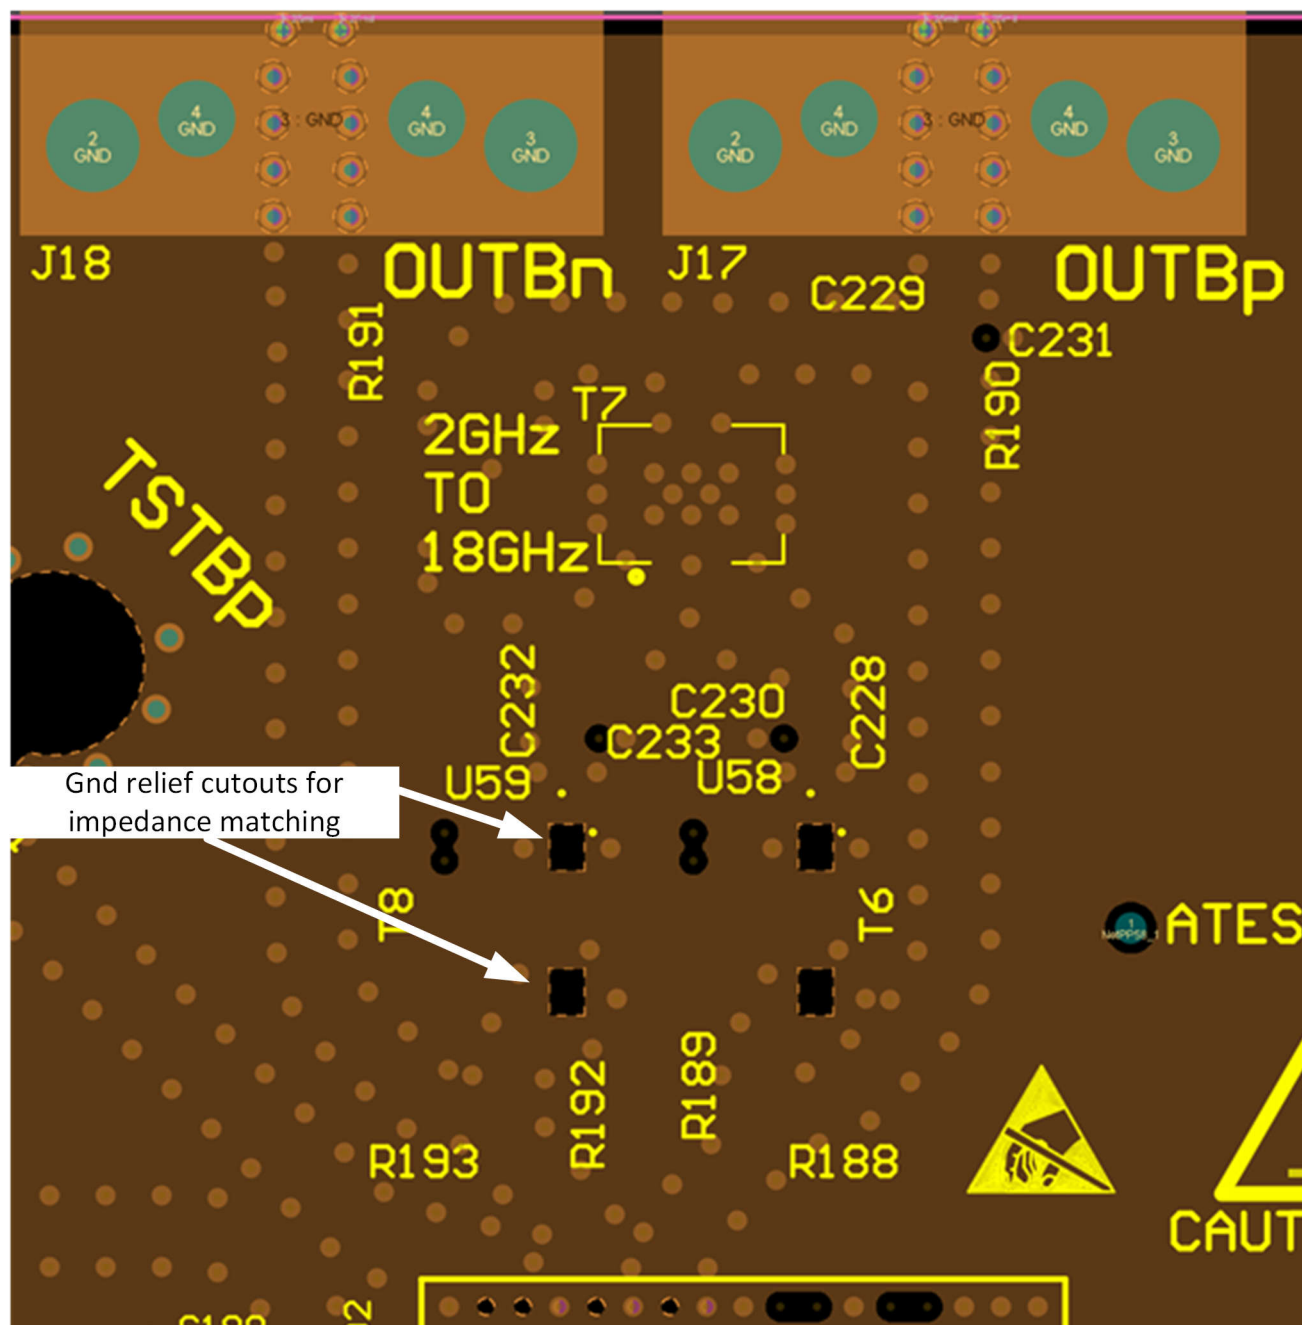 2
GND
4
GND
3 : GND
4
GND
3
GND
2
GND
4
GND
3 : GND
4
GND
3
GND
J18
OUTBn
J17
C229
OUTBp
R191
C231
R190
T7
2GHz
TO
18GHz
TSTBp
C232
C230
C228
C233
U59
U58
Gnd relief cutouts for
impedance matching
T8
T6
1
ATES
R192
R189
R193
R188
CAUT